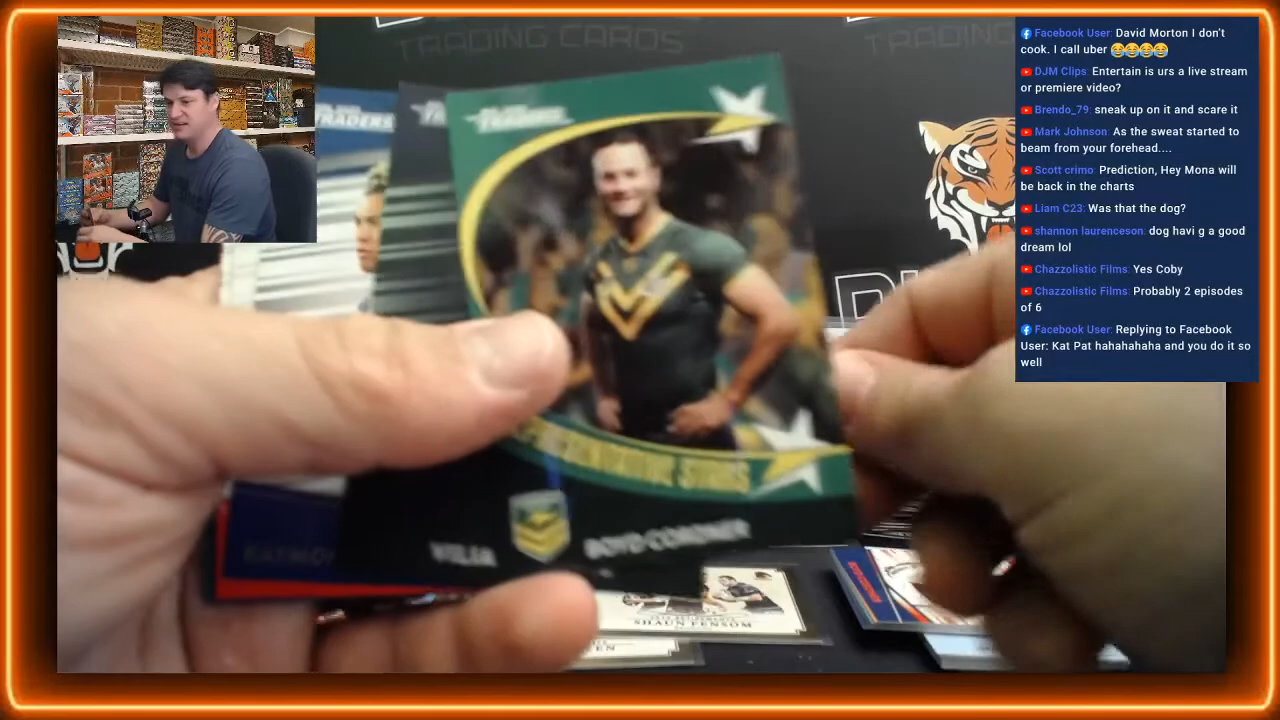 TRADING CARDS
TRADERS
REPRESENTATIVE STARS
BOYD CORDNER
SHAUN FENSOM
Facebook User: David Morton I don't
cook. I call uber 😂😂😂😂
DJM Clips: Entertain is urs a live stream
or premiere video?
Brendo_79: sneak up on it and scare it
Mark Johnson: As the sweat started to
beam from your forehead....
Scott crimo: Prediction, Hey Mona will
be back in the charts
Liam C23: Was that the dog?
shannon laurenceson: dog havi g a good
dream lol
Chazzolistic Films: Yes Coby
Chazzolistic Films: Probably 2 episodes
of 6
Facebook User: Replying to Facebook
User: Kat Pat hahahahaha and you do it so
well